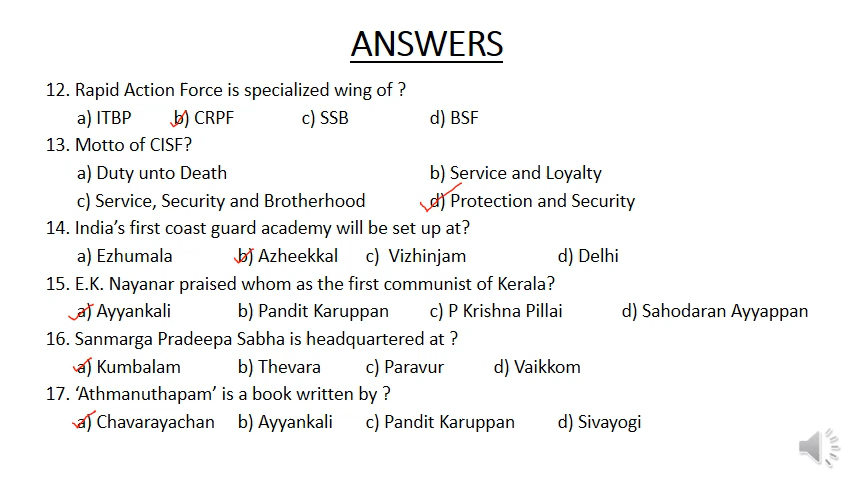 ANSWERS
12. Rapid Action Force is specialized wing of ?
a) ITBP b) CRPF c) SSB d) BSF
13. Motto of CISF?
a) Duty unto Death b) Service and Loyalty
c) Service, Security and Brotherhood d) Protection and Security
14. India’s first coast guard academy will be set up at?
a) Ezhumala b) Azheekkal c) Vizhinjam d) Delhi
15. E.K. Nayanar praised whom as the first communist of Kerala?
a) Ayyankali b) Pandit Karuppan c) P Krishna Pillai d) Sahodaran Ayyappan
16. Sanmarga Pradeepa Sabha is headquartered at ?
a) Kumbalam b) Thevara c) Paravur d) Vaikkom
17. ‘Athmanuthapam’ is a book written by ?
a) Chavarayachan b) Ayyankali c) Pandit Karuppan d) Sivayogi